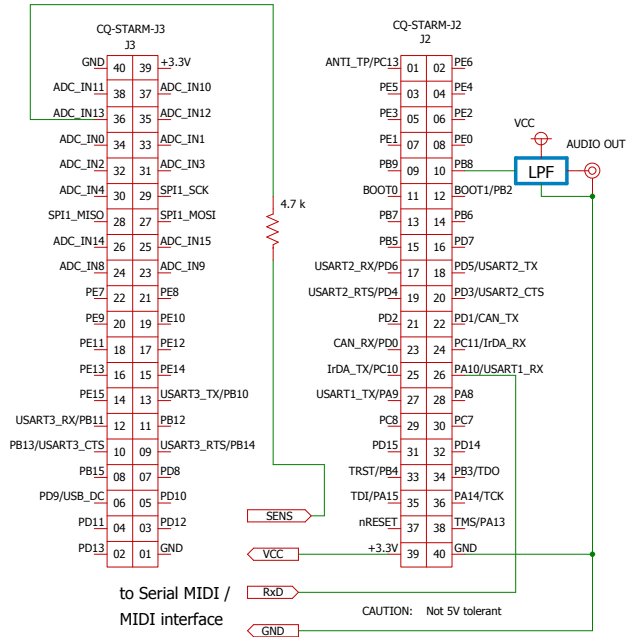 CQ-STARM-J3
J3
GND 40 39 +3.3V
ADC_IN11 38 37 ADC_IN10
ADC_IN13 36 35 ADC_IN12
ADC_IN0 34 33 ADC_IN1
ADC_IN2 32 31 ADC_IN3
ADC_IN4 30 29 SPI1_SCK
SPI1_MISO 28 27 SPI1_MOSI
ADC_IN14 26 25 ADC_IN15
ADC_IN8 24 23 ADC_IN9
PE7 22 21 PE8
PE9 20 19 PE10
PE11 18 17 PE12
PE13 16 15 PE14
PE15 14 13 USART3_TX/PB10
USART3_RX/PB11 12 11 PB12
PB13/USART3_CTS 10 09 USART3_RTS/PB14
PB15 08 07 PD8
PD9/USB_DC 06 05 PD10
PD11 04 03 PD12
PD13 02 01 GND
4.7 k
CQ-STARM-J2
J2
ANTI_TP/PC13 01 02 PE6
PE5 03 04 PE4
PE3 05 06 PE2
PE1 07 08 PE0
PB9 09 10 PB8
BOOT0 11 12 BOOT1/PB2
PB7 13 14 PB6
PB5 15 16 PD7
USART2_RX/PD6 17 18 PD5/USART2_TX
USART2_RTS/PD4 19 20 PD3/USART2_CTS
PD2 21 22 PD1/CAN_TX
CAN_RX/PD0 23 24 PC11/IrDA_RX
IrDA_TX/PC10 25 26 PA10/USART1_RX
USART1_TX/PA9 27 28 PA8
PC8 29 30 PC7
PD15 31 32 PD14
TRST/PB4 33 34 PB3/TDO
TDI/PA15 35 36 PA14/TCK
nRESET 37 38 TMS/PA13
+3.3V 39 40 GND
VCC
AUDIO OUT
LPF
SENS
VCC
RxD
GND
to Serial MIDI /
MIDI interface
CAUTION: Not 5V tolerant